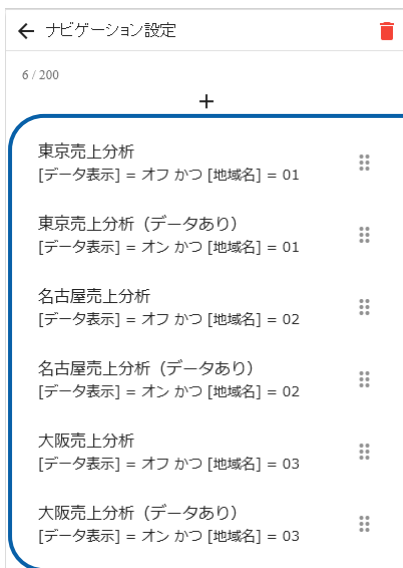 ナビゲーション設定
6 / 200
+
東京売上分析
[データ表示] = オフ かつ [地域名] = 01
東京売上分析（データあり）
[データ表示] = オン かつ [地域名] = 01
名古屋売上分析
[データ表示] = オフ かつ [地域名] = 02
名古屋売上分析（データあり）
[データ表示] = オン かつ [地域名] = 02
大阪売上分析
[データ表示] = オフ かつ [地域名] = 03
大阪売上分析（データあり）
[データ表示] = オン かつ [地域名] = 03